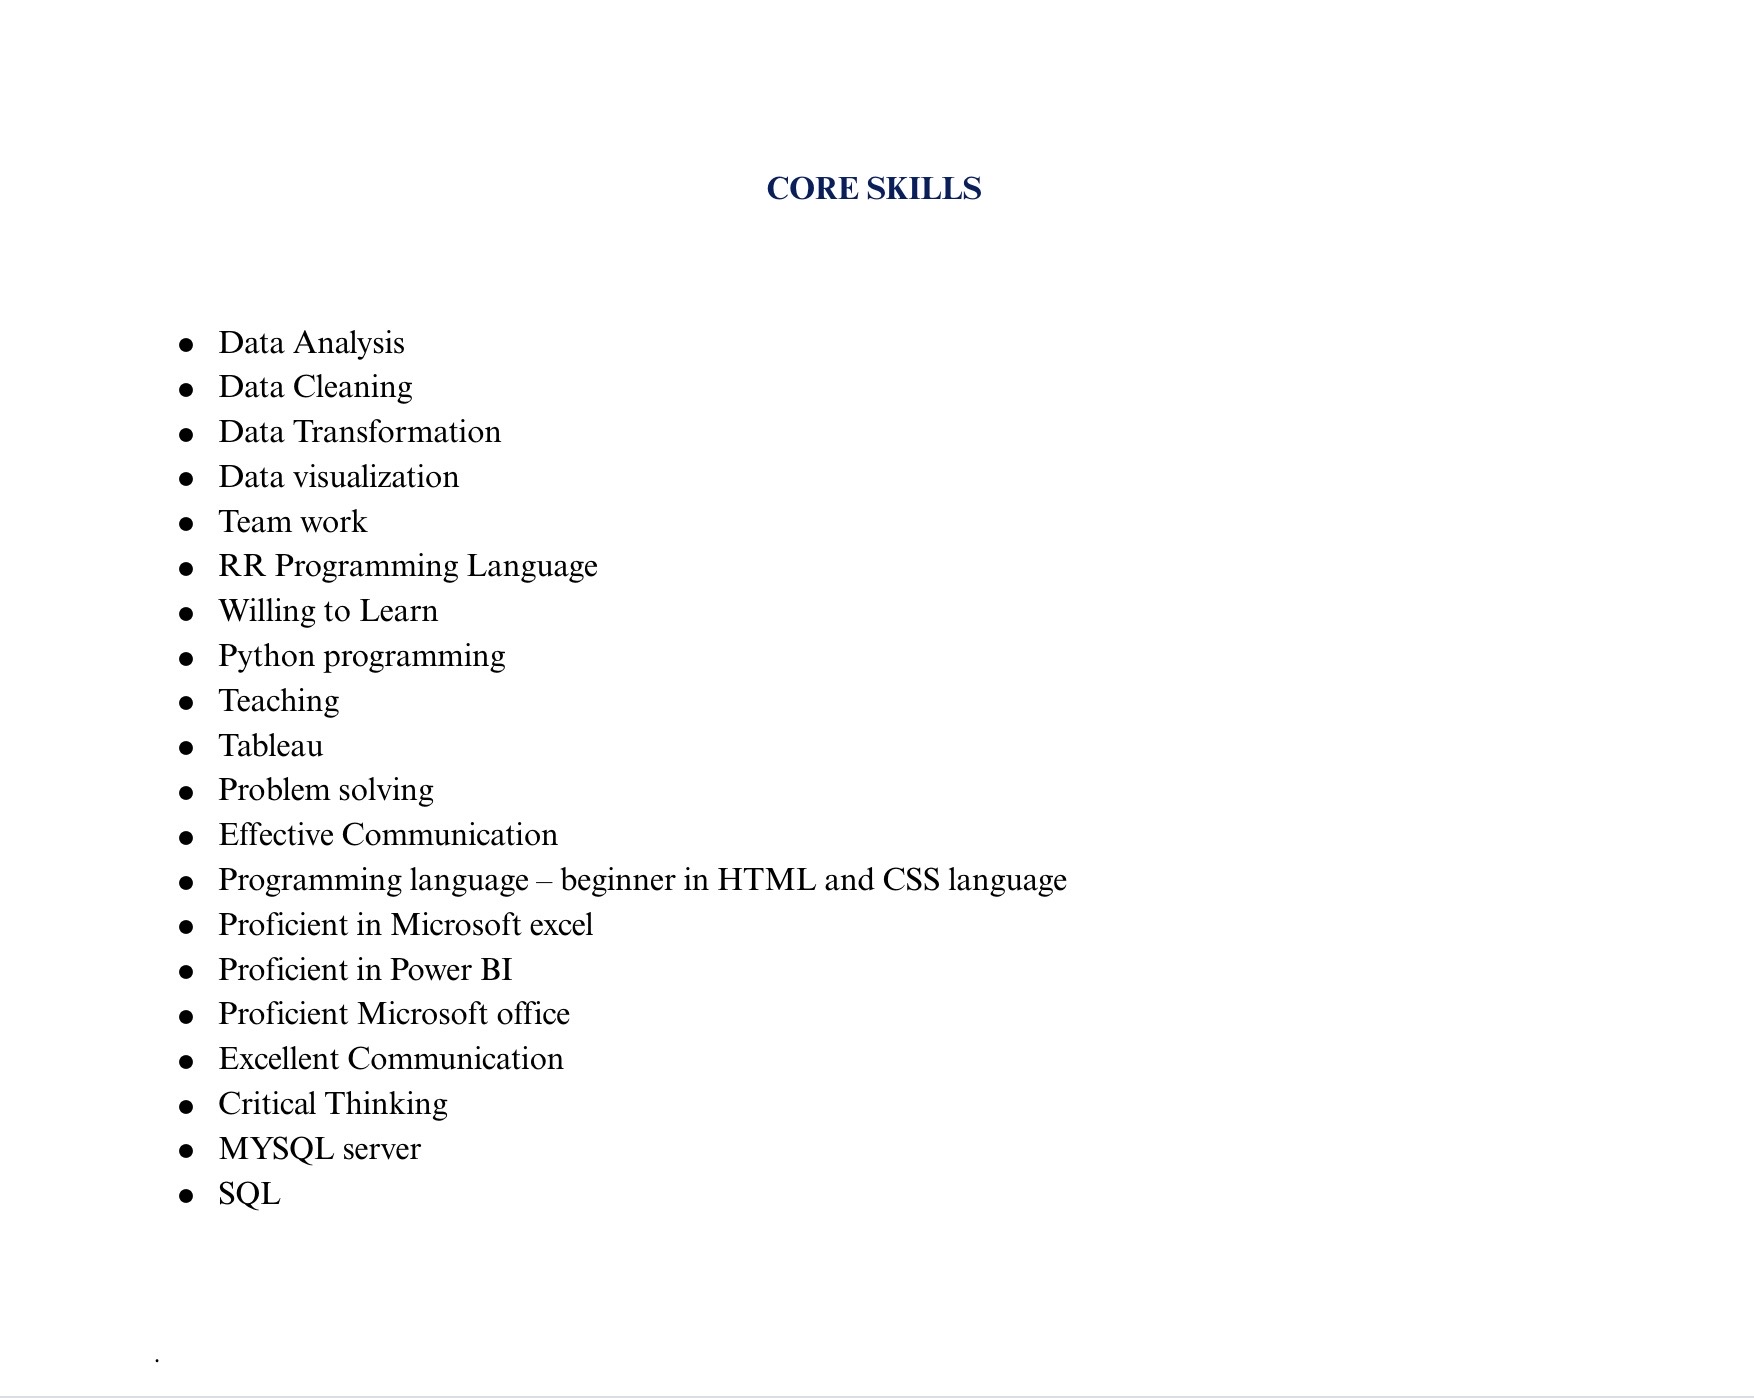 CORE SKILLS
● Data Analysis
● Data Cleaning
● Data Transformation
● Data visualization
● Team work
● RR Programming Language
● Willing to Learn
● Python programming
● Teaching
● Tableau
● Problem solving
● Effective Communication
● Programming language – beginner in HTML and CSS language
● Proficient in Microsoft excel
● Proficient in Power BI
● Proficient Microsoft office
● Excellent Communication
● Critical Thinking
● MYSQL server
● SQL
.